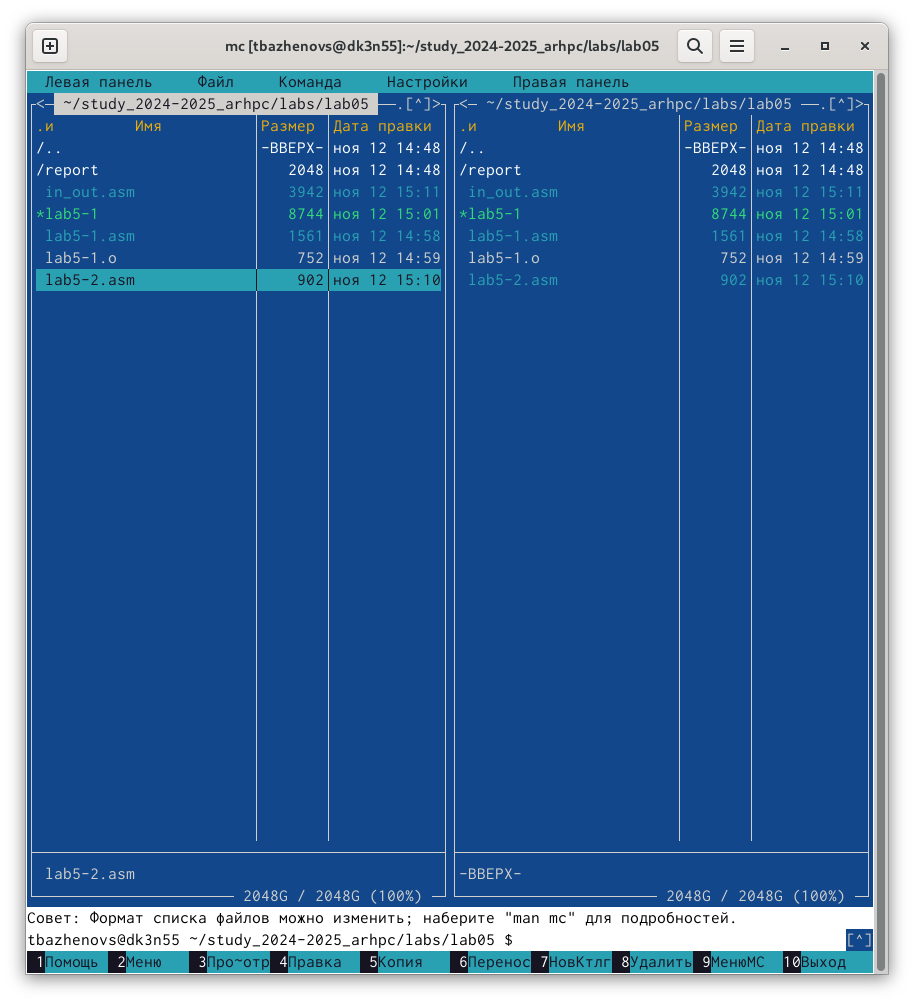 mc [tbazhenovs@dk3n55]:~/study_2024-2025_arhpc/labs/lab05
Левая панель Файл Команда Настройки Правая панель
<─ ~/study_2024-2025_arhpc/labs/lab05 ──.[^]> <─ ~/study_2024-2025_arhpc/labs/lab05 ──.[^]>
.и Имя Размер Дата правки .и Имя Размер Дата правки
/.. -ВВЕРХ- ноя 12 14:48 /.. -ВВЕРХ- ноя 12 14:48
/report 2048 ноя 12 14:48 /report 2048 ноя 12 14:48
in_out.asm 3942 ноя 12 15:11 in_out.asm 3942 ноя 12 15:11
*lab5-1 8744 ноя 12 15:01 *lab5-1 8744 ноя 12 15:01
lab5-1.asm 1561 ноя 12 14:58 lab5-1.asm 1561 ноя 12 14:58
lab5-1.o 752 ноя 12 14:59 lab5-1.o 752 ноя 12 14:59
lab5-2.asm 902 ноя 12 15:10 lab5-2.asm 902 ноя 12 15:10
lab5-2.asm -ВВЕРХ-
2048G / 2048G (100%) 2048G / 2048G (100%)
Совет: Формат списка файлов можно изменить; наберите "man mc" для подробностей.
tbazhenovs@dk3n55 ~/study_2024-2025_arhpc/labs/lab05 $ [^]
1Помощь 2Меню 3Про~отр 4Правка 5Копия 6Перенос 7НовКтлг 8Удалить 9МенюMC 10Выход